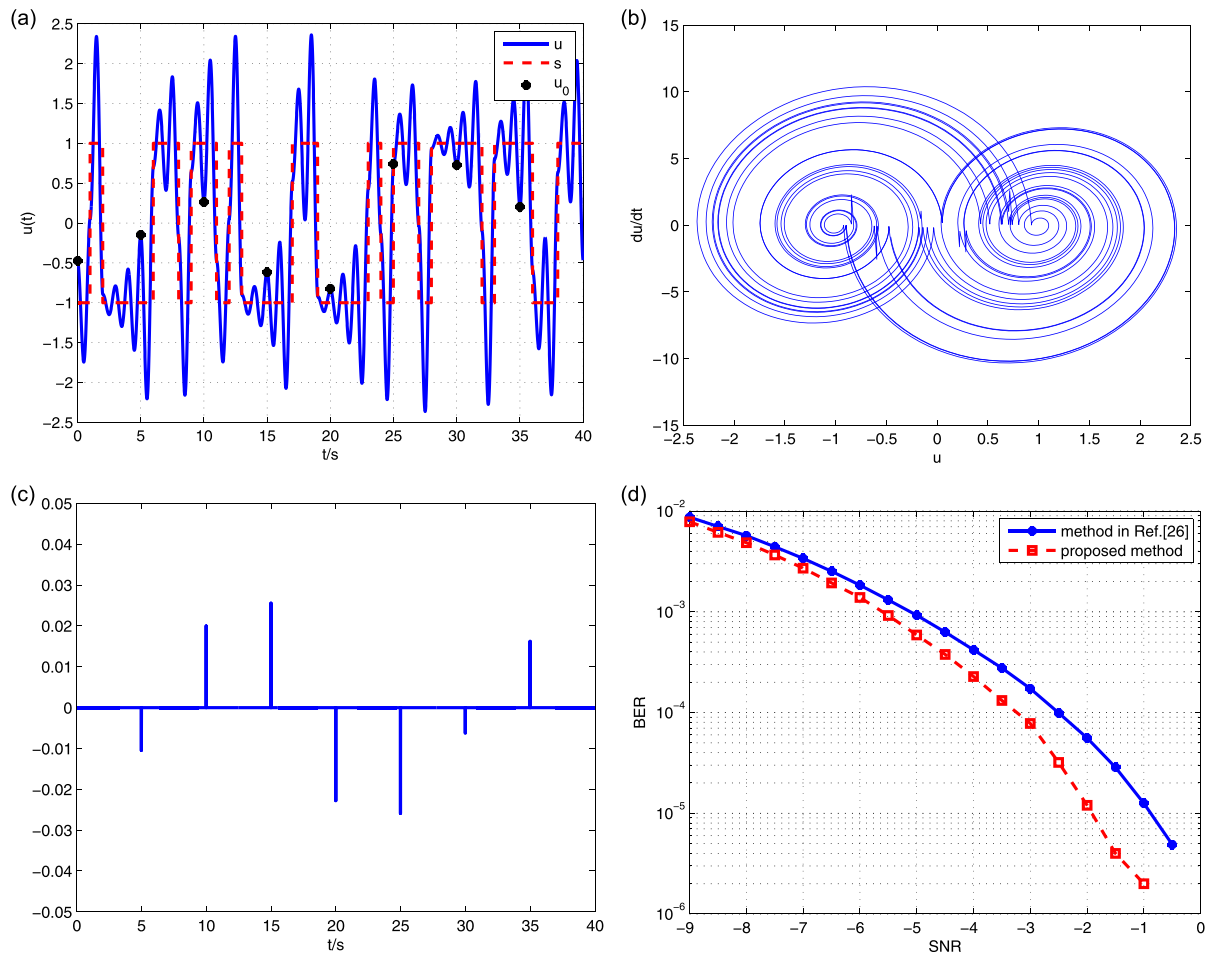 (a)
2.5
2
1.5
1
0.5
0
−0.5
−1
−1.5
−2
−2.5
u(t)
0 5 10 15 20 25 30 35 40
t/s
u
s
u0
(b)
15
10
5
0
−5
−10
−15
du/dt
−2.5 −2 −1.5 −1 −0.5 0 0.5 1 1.5 2 2.5
u
(c)
0.05
0.04
0.03
0.02
0.01
0
−0.01
−0.02
−0.03
−0.04
−0.05
0 5 10 15 20 25 30 35 40
t/s
(d)
10−2
10−3
10−4
10−5
10−6
BER
−9 −8 −7 −6 −5 −4 −3 −2 −1 0
SNR
method in Ref.[26]
proposed method